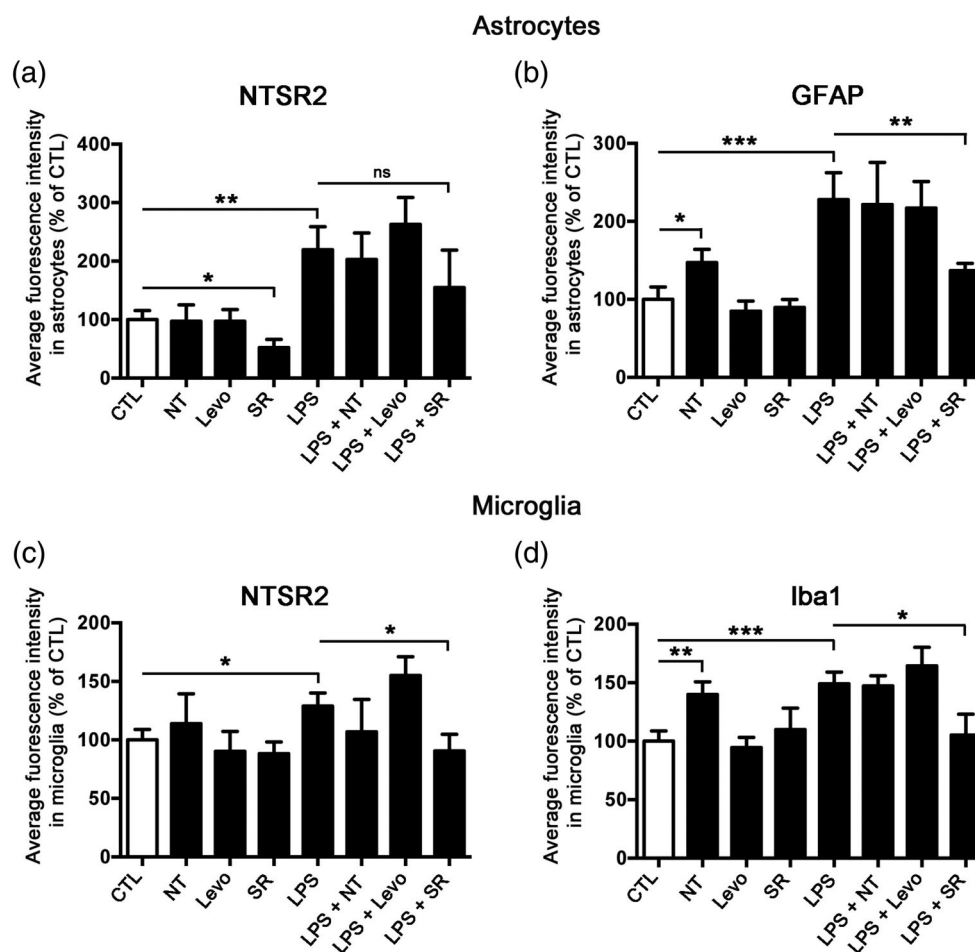 Astrocytes
(a)
NTSR2
Average fuorescence intensity
in astrocytes (% of CTL)
400
300
200
100
0
**
*
ns
CTL
NT
Levo
SR
LPS
LPS + NT
LPS + Levo
LPS + SR
(b)
GFAP
Average fluorescence intensity
in astrocytes (% of CTL)
300
200
100
0
***
**
*
CTL
NT
Levo
SR
LPS
LPS + NT
LPS + Levo
LPS + SR
Microglia
(c)
NTSR2
Average fuorescence intensity
in microglia (% of CTL)
200
150
100
50
0
*
*
CTL
NT
Levo
SR
LPS
LPS + NT
LPS + Levo
LPS + SR
(d)
Iba1
Average fuorescence intensity
in microglia (% of CTL)
200
150
100
50
0
***
**
*
CTL
NT
Levo
SR
LPS
LPS + NT
LPS + Levo
LPS + SR